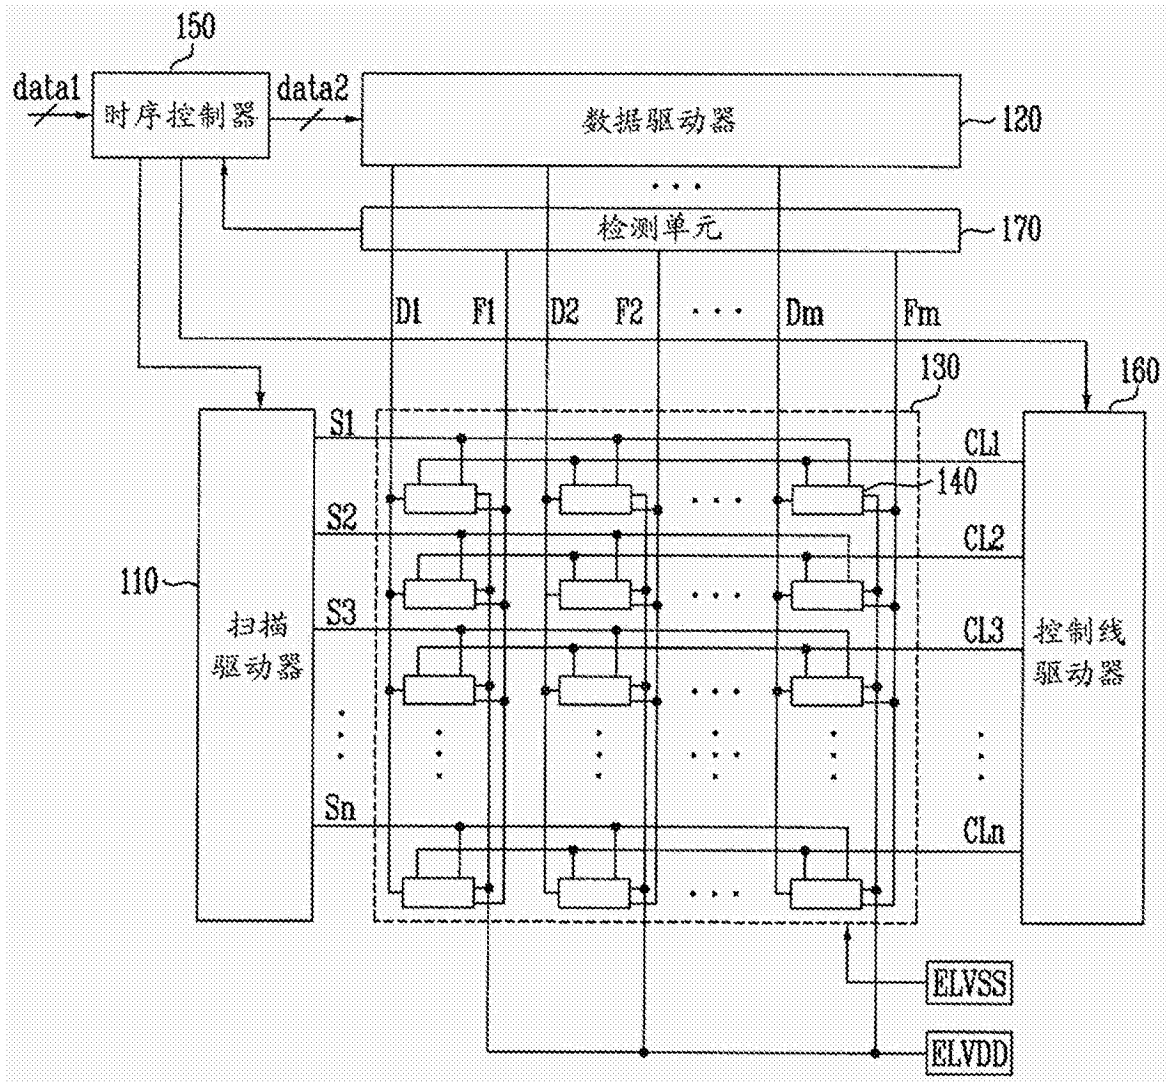 150
data1
时序控制器
data2
数据驱动器
120
检测单元
170
D1
F1
D2
F2
Dm
Fm
130
160
S1
CL1
140
S2
CL2
110
扫描
驱动器
S3
CL3
控制线
驱动器
Sn
CLn
ELVSS
ELVDD